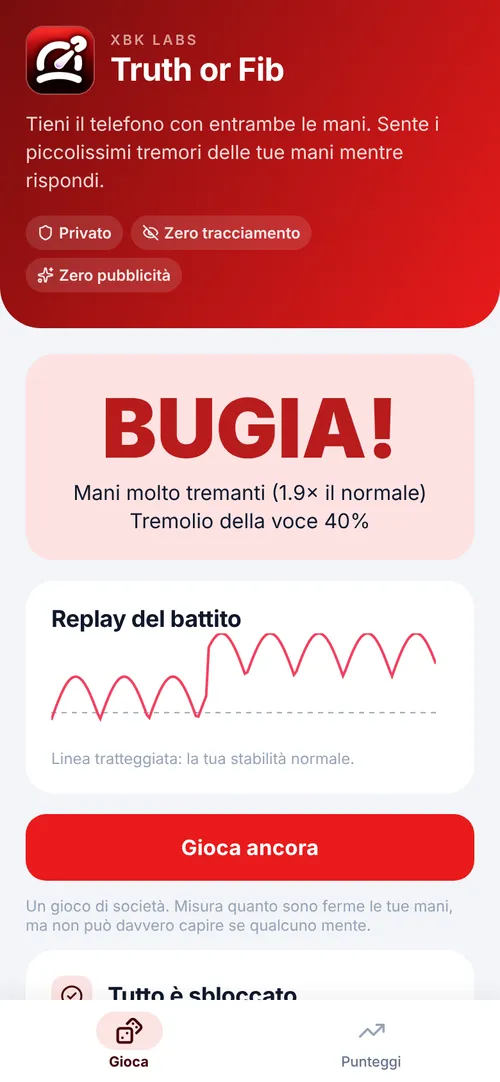 XBK LABS
Truth or Fib
Tieni il telefono con entrambe le mani. Sente i
piccolissimi tremori delle tue mani mentre
rispondi.
Privato
Zero tracciamento
Zero pubblicità
BUGIA!
Mani molto tremanti (1.9× il normale)
Tremolio della voce 40%
Replay del battito
Linea tratteggiata: la tua stabilità normale.
Gioca ancora
Un gioco di società. Misura quanto sono ferme le tue mani,
ma non può davvero capire se qualcuno mente.
Tutto è sbloccato
Gioca
Punteggi